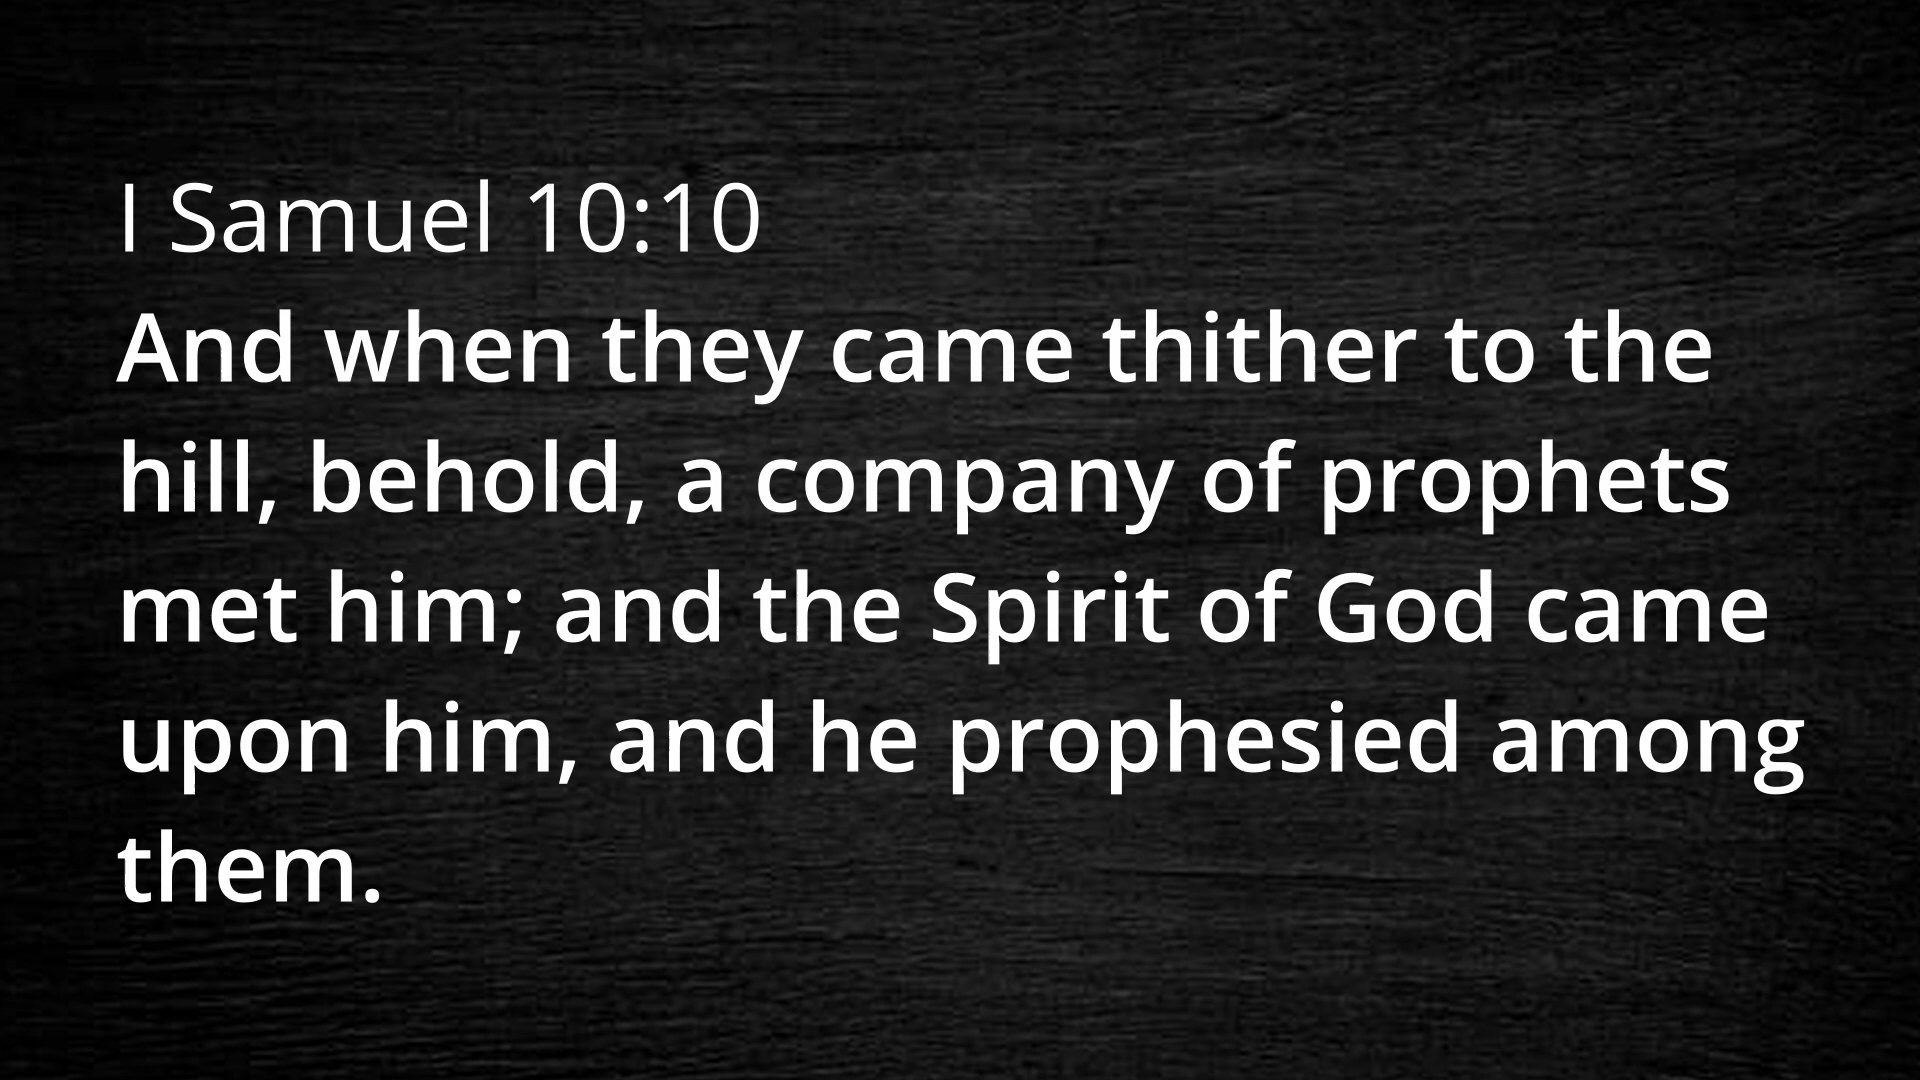 I Samuel 10:10
And when they came thither to the
hill, behold, a company of prophets
met him; and the Spirit of God came
upon him, and he prophesied among
them.